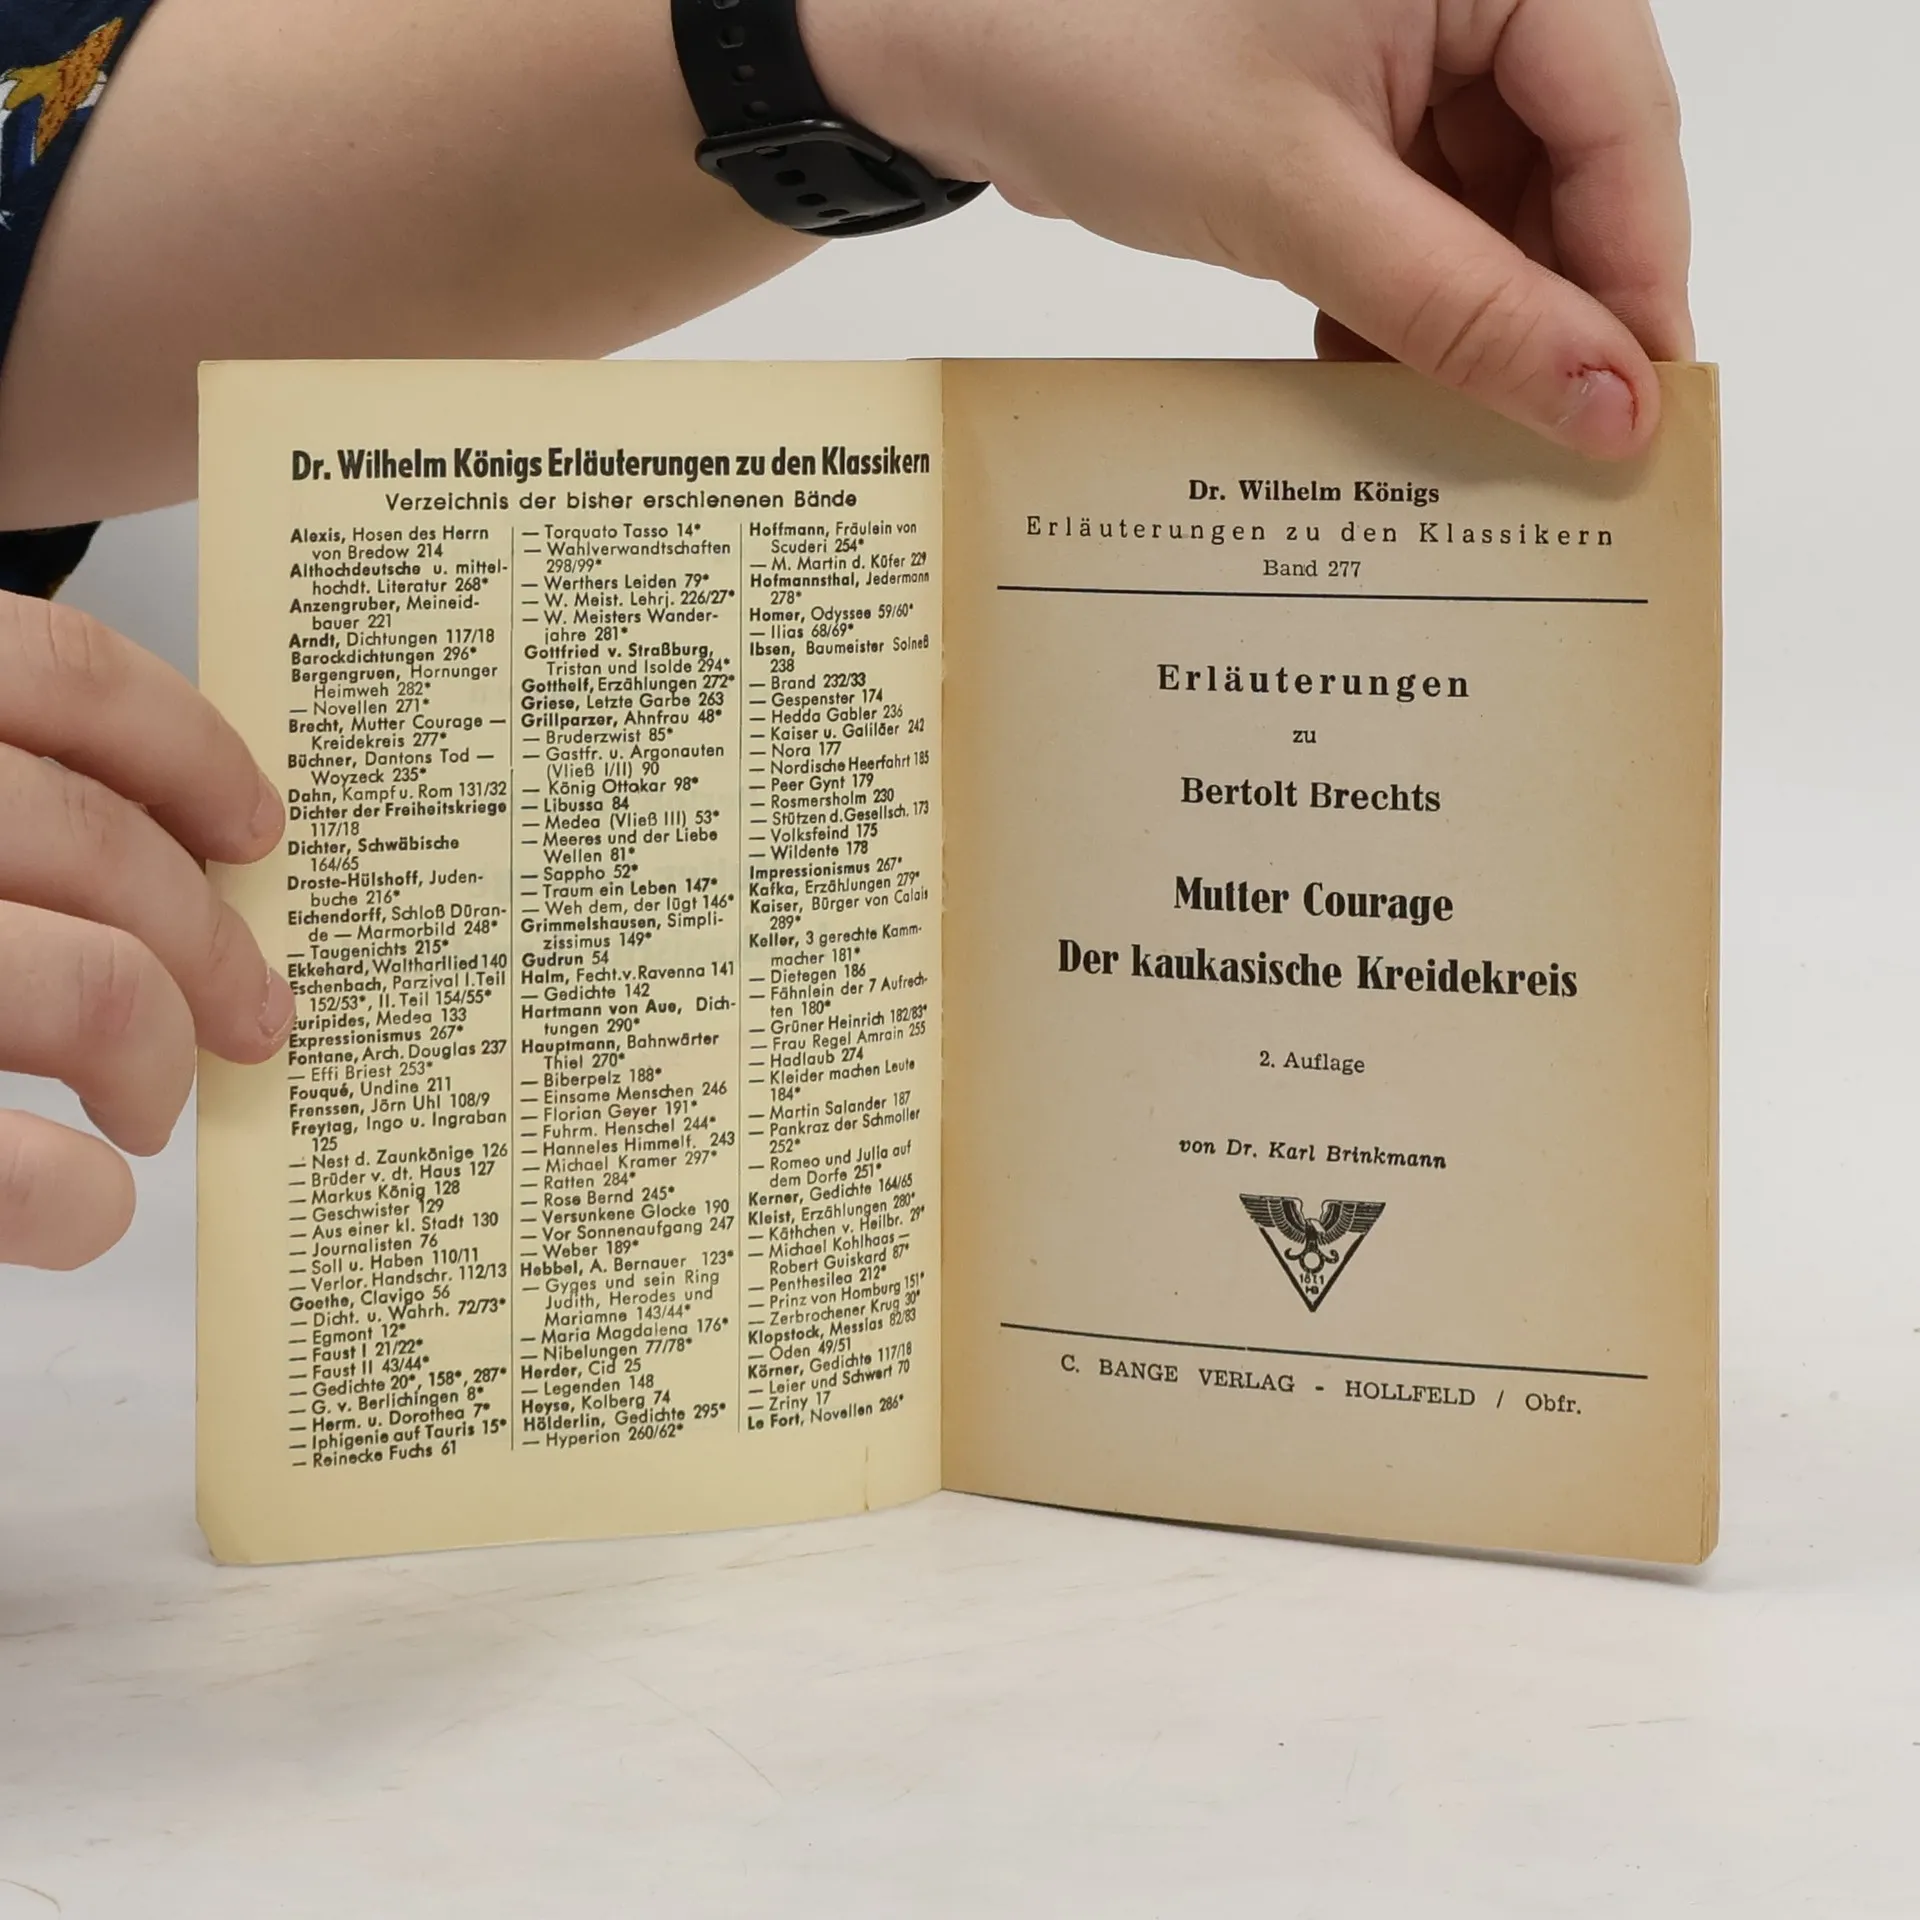 Dr. Wilhelm Königs Erläuterungen zu den Klassikern
Verzeichnis der bisher erschienenen Bände
Alexis, Hosen des Herrn
von Bredow 214
Althochdeutsche u. mittel-
hochdt. Literatur 268*
Anzengruber, Meineid-
bauer 221
Arndt, Dichtungen 117/18
Barockdichtungen 296*
Bergengruen, Hornunger
Heimweh 282*
— Novellen 271*
Brecht, Mutter Courage —
Kreidekreis 277*
Büchner, Dantons Tod —
Woyzeck 235*
Dahn, Kampf u. Rom 131/32
Dichter der Freiheitskriege
117/18
Dichter, Schwäbische
164/65
Droste-Hülshoff, Juden-
buche 216*
Eichendorff, Schloß Düran-
de — Marmorbild 248*
— Taugenichts 215*
Ekkehard, Waltharilied 140
Eschenbach, Parzival I. Teil
152/53*, II. Teil 154/55*
Euripides, Medea 133
Expressionismus 267*
Fontane, Arch. Douglas 237
— Effi Briest 253*
Fouqué, Undine 211
Frenssen, Jörn Uhl 108/9
Freytag, Ingo u. Ingraban
125
— Nest d. Zaunkönige 126
— Brüder v. dt. Haus 127
— Markus König 128
— Geschwister 129
— Aus einer kl. Stadt 130
— Journalisten 76
— Soll u. Haben 110/11
— Verlor. Handschr. 112/13
Goethe, Clavigo 56
— Dicht. u. Wahrh. 72/73*
— Egmont 12*
— Faust I 21/22*
— Faust II 43/44*
— Gedichte 20*, 158*, 287*
— G. v. Berlichingen 8*
— Herm. u. Dorothea 7*
— Iphigenie auf Tauris 15*
— Reinecke Fuchs 61
— Torquato Tasso 14*
— Wahlverwandtschaften
298/99*
— Werthers Leiden 79*
— W. Meist. Lehrj. 226/27*
— W. Meisters Wander-
jahre 281*
Gottfried v. Straßburg,
Tristan und Isolde 294*
Gotthelf, Erzählungen 272*
Griese, Letzte Garbe 263
Grillparzer, Ahnfrau 48*
— Bruderzwist 85*
— Gastfr. u. Argonauten
(Vließ I/II) 90
— König Ottokar 98*
— Libussa 84
— Medea (Vließ III) 53*
— Meeres und der Liebe
Wellen 81*
— Sappho 52*
— Traum ein Leben 147*
— Weh dem, der lügt 146*
Grimmelshausen, Simpli-
zissimus 149*
Gudrun 54
Halm, Fecht. v. Ravenna 141
— Gedichte 142
Hartmann von Aue, Dich-
tungen 290*
Hauptmann, Bahnwärter
Thiel 270*
— Biberpelz 188*
— Einsame Menschen 246
— Florian Geyer 191*
— Fuhrm. Henschel 244*
— Hanneles Himmelf. 243
— Michael Kramer 297*
— Ratten 284*
— Rose Bernd 245*
— Versunkene Glocke 190
— Vor Sonnenaufgang 247
— Weber 189*
Hebbel, A. Bernauer 123*
— Gyges und sein Ring
Judith, Herodes und
Mariamne 143/44*
— Maria Magdalena 176*
— Nibelungen 77/78*
Herder, Cid 25
— Legenden 148
Heyse, Kolberg 74
Hölderlin, Gedichte 295*
— Hyperion 260/62*
Hoffmann, Fräulein von
Scuderi 254*
— M. Martin d. Küfer 229
Hofmannsthal, Jedermann
278*
Homer, Odyssee 59/60*
— Ilias 68/69*
Ibsen, Baumeister Solneß
238
— Brand 232/33
— Gespenster 174
— Hedda Gabler 236
— Kaiser u. Galiläer 242
— Nora 177
— Nordische Heerfahrt 185
— Peer Gynt 179
— Rosmersholm 230
— Stützen d. Gesellsch. 173
— Volksfeind 175
— Wildente 178
Impressionismus 267*
Kafka, Erzählungen 279*
Kaiser, Bürger von Calais
289*
Keller, 3 gerechte Kamm-
macher 181*
— Dietegen 186
— Fähnlein der 7 Aufrech-
ten 180*
— Grüner Heinrich 182/83*
— Frau Regel Amrain 255
— Hadlaub 274
— Kleider machen Leute
184*
— Martin Salander 187
— Pankraz der Schmoller
252*
— Romeo und Julia auf
dem Dorfe 251*
Kerner, Gedichte 164/65
Kleist, Erzählungen 280*
— Käthchen v. Heilbr. 29*
— Michael Kohlhaas —
Robert Guiskard 87*
— Penthesilea 212*
— Prinz von Homburg 151*
— Zerbrochener Krug 30*
Klopstock, Messias 82/83
— Oden 49/51
Körner, Gedichte 117/18
— Leier und Schwert 70
— Zriny 17
Le Fort, Novellen 286*
Dr. Wilhelm Königs
Erläuterungen zu den Klassikern
Band 277
Erläuterungen
zu
Bertolt Brechts
Mutter Courage
Der kaukasische Kreidekreis
2. Auflage
von Dr. Karl Brinkmann
1871
HB
C. BANGE VERLAG - HOLLFELD / Obfr.